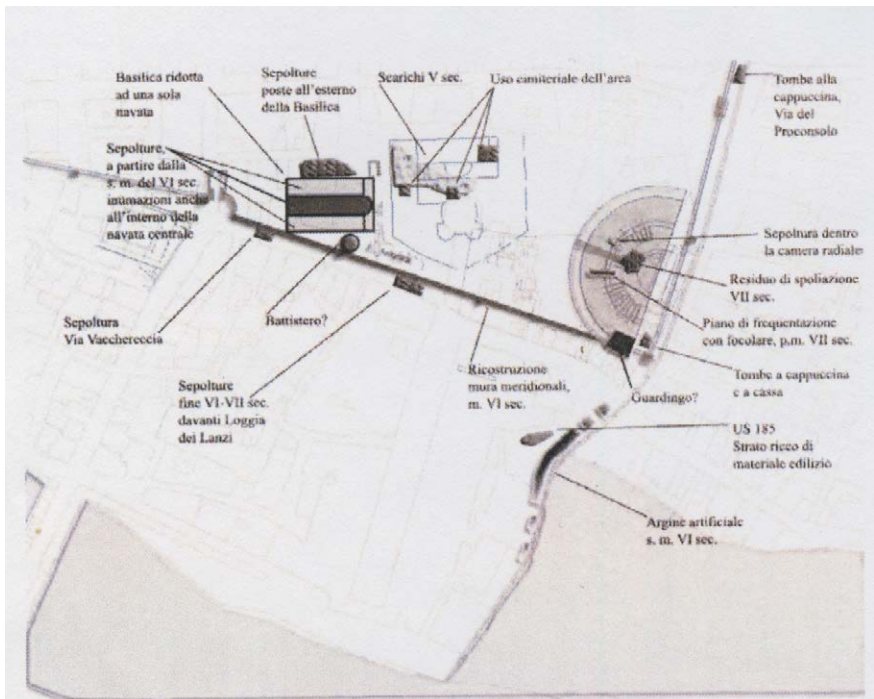 Basilica ridotta
ad una sola
navata
Sepolture
poste all'esterno
della Basilica
Scarichi V sec.
Uso cimiteriale dell'area
Tombe alla
cappuccina,
Via del
Proconsolo
Sepolture,
a partire dalla
s. m. del VI sec.
inumazioni anche
all'interno della
navata centrale
Sepoltura dentro
la camera radiale
Residuo di spoliazione
VII sec.
Piano di frequentazione
con focolare, p.m. VII sec.
Sepoltura
Via Vacchereccia
Battistero?
Sepolture
fine VI-VII sec.
davanti Loggia
dei Lanzi
Ricostruzione
mura meridionali,
m. VI sec.
Guardingo?
Tombe a cappuccina
e a cassa
US 185
Strato ricco di
materiale edilizio
Argine artificiale
s. m. VI sec.